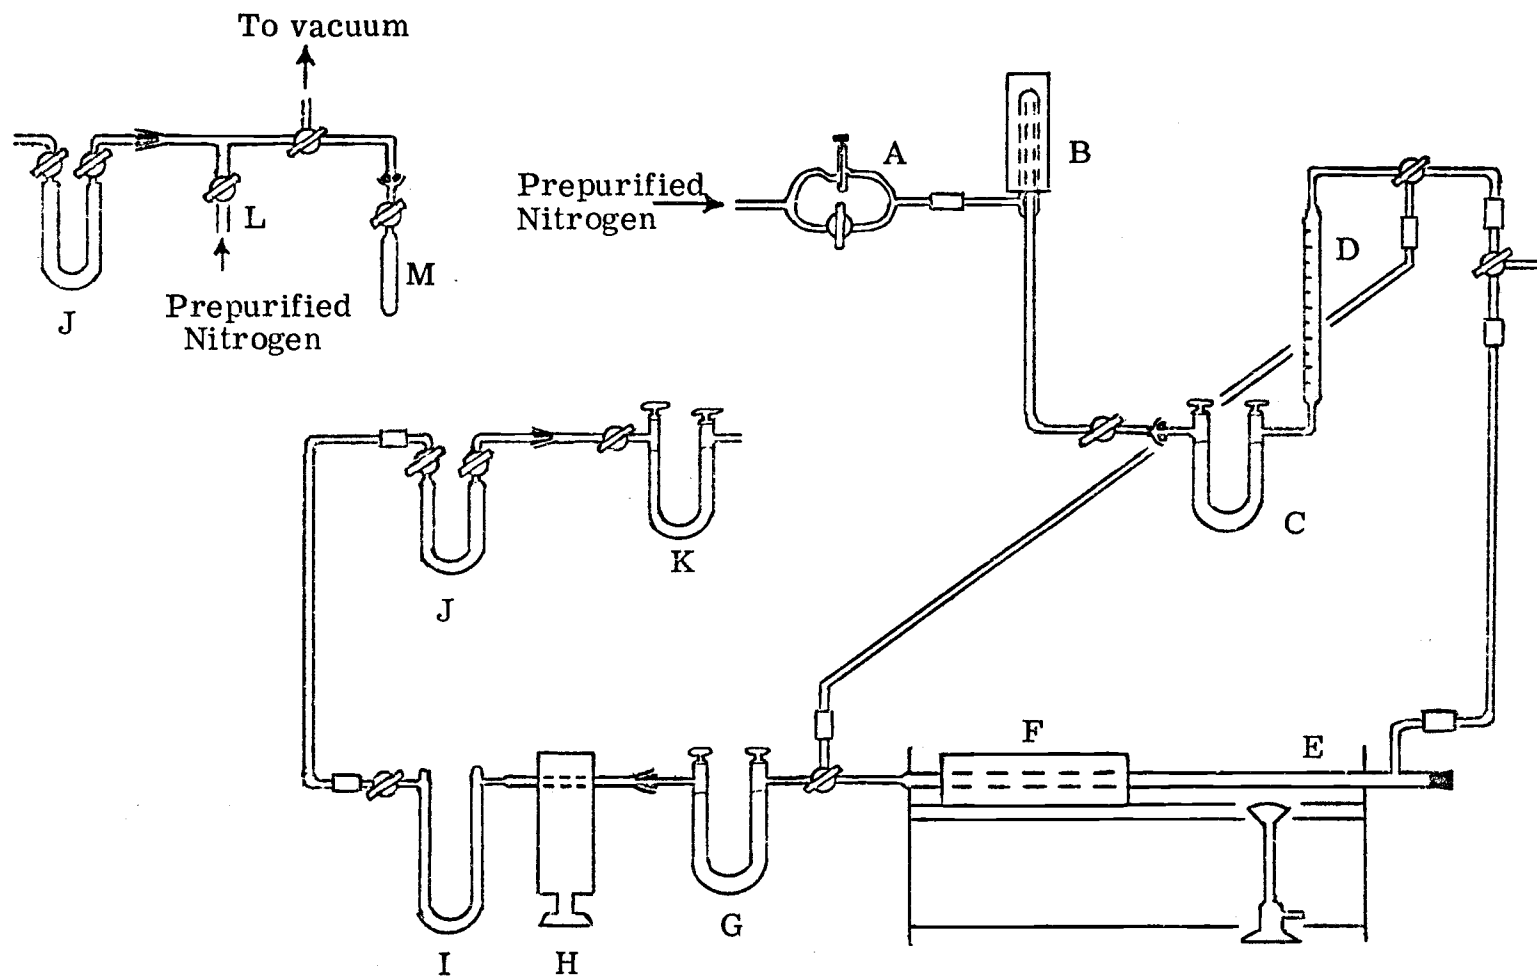 To vacuum
L
M
J
Prepurified
Nitrogen
Prepurified
Nitrogen
A
B
D
C
J
K
F
E
G
H
I